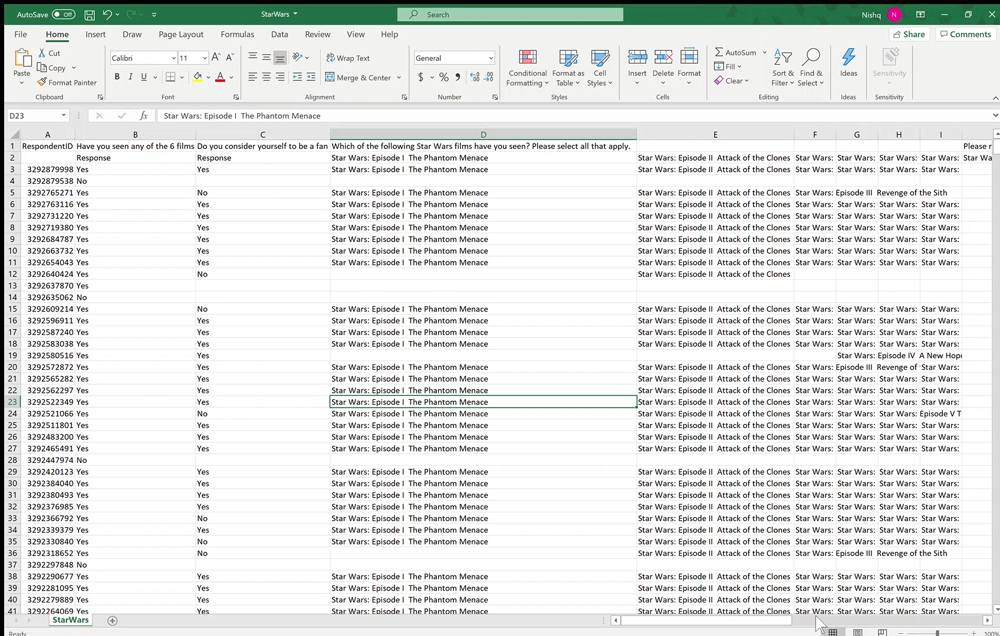 AutoSave Off StarWars Search Nishq N
File Home Insert Draw Page Layout Formulas Data Review View Help Share Comments
Paste Cut Copy Format Painter Clipboard
Calibri 11 B I U A Font
Wrap Text Merge & Center Alignment
General $ % Number
Conditional Formatting Format as Table Cell Styles Styles
Insert Delete Format Cells
AutoSum Fill Clear Sort & Filter Find & Select Editing
Ideas Ideas
Sensitivity Sensitivity
D23 fx Star Wars: Episode I The Phantom Menace
A B C D E F G H I
1 RespondentID Have you seen any of the 6 films Do you consider yourself to be a fan Which of the following Star Wars films have you seen? Please select all that apply. Please r
2 Response Response Star Wars: Episode I The Phantom Menace Star Wars: Episode II Attack of the Clones Star Wars: Star Wars: Star Wars: Star Wars: Star Wa
3 3292879998 Yes Yes Star Wars: Episode I The Phantom Menace Star Wars: Episode II Attack of the Clones Star Wars: Star Wars: Star Wars: Star Wars:
4 3292879538 No
5 3292765271 Yes No Star Wars: Episode I The Phantom Menace Star Wars: Episode II Attack of the Clones Star Wars: Episode III Revenge of the Sith
6 3292763116 Yes Yes Star Wars: Episode I The Phantom Menace Star Wars: Episode II Attack of the Clones Star Wars: Star Wars: Star Wars: Star Wars:
7 3292731220 Yes Yes Star Wars: Episode I The Phantom Menace Star Wars: Episode II Attack of the Clones Star Wars: Star Wars: Star Wars: Star Wars:
8 3292719380 Yes Yes Star Wars: Episode I The Phantom Menace Star Wars: Episode II Attack of the Clones Star Wars: Star Wars: Star Wars: Star Wars:
9 3292684787 Yes Yes Star Wars: Episode I The Phantom Menace Star Wars: Episode II Attack of the Clones Star Wars: Star Wars: Star Wars: Star Wars:
10 3292663732 Yes Yes Star Wars: Episode I The Phantom Menace Star Wars: Episode II Attack of the Clones Star Wars: Star Wars: Star Wars: Star Wars:
11 3292654043 Yes Yes Star Wars: Episode I The Phantom Menace Star Wars: Episode II Attack of the Clones Star Wars: Star Wars: Star Wars: Star Wars:
12 3292640424 Yes No Star Wars: Episode II Attack of the Clones
13 3292637870 Yes
14 3292635062 No
15 3292609214 Yes No Star Wars: Episode I The Phantom Menace Star Wars: Episode II Attack of the Clones Star Wars: Star Wars: Star Wars: Star Wars:
16 3292596911 Yes Yes Star Wars: Episode I The Phantom Menace Star Wars: Episode II Attack of the Clones Star Wars: Star Wars: Star Wars: Star Wars:
17 3292587240 Yes Yes Star Wars: Episode I The Phantom Menace Star Wars: Episode II Attack of the Clones Star Wars: Star Wars: Star Wars: Star Wars:
18 3292583038 Yes Yes Star Wars: Episode I The Phantom Menace Star Wars: Episode II Attack of the Clones Star Wars: Star Wars: Star Wars: Star Wars:
19 3292580516 Yes Yes Star Wars: Episode IV A New Hope
20 3292572872 Yes Yes Star Wars: Episode I The Phantom Menace Star Wars: Episode II Attack of the Clones Star Wars: Episode III Revenge of Star Wars:
21 3292565282 Yes Yes Star Wars: Episode I The Phantom Menace Star Wars: Episode II Attack of the Clones Star Wars: Star Wars: Star Wars: Star Wars:
22 3292562297 Yes Yes Star Wars: Episode I The Phantom Menace Star Wars: Episode II Attack of the Clones Star Wars: Star Wars: Star Wars: Star Wars:
23 3292522349 Yes Yes Star Wars: Episode I The Phantom Menace Star Wars: Episode II Attack of the Clones Star Wars: Star Wars: Star Wars: Star Wars:
24 3292521066 Yes No Star Wars: Episode I The Phantom Menace Star Wars: Episode II Attack of the Clones Star Wars: Star Wars: Star Wars: Episode V T
25 3292511801 Yes Yes Star Wars: Episode I The Phantom Menace Star Wars: Episode II Attack of the Clones Star Wars: Star Wars: Star Wars: Star Wars:
26 3292483200 Yes Yes Star Wars: Episode I The Phantom Menace Star Wars: Episode II Attack of the Clones Star Wars: Star Wars: Star Wars: Star Wars:
27 3292465491 Yes Yes Star Wars: Episode I The Phantom Menace Star Wars: Episode II Attack of the Clones Star Wars: Star Wars: Star Wars: Star Wars:
28 3292447974 No
29 3292420123 Yes Yes Star Wars: Episode I The Phantom Menace Star Wars: Episode II Attack of the Clones Star Wars: Star Wars: Star Wars: Star Wars:
30 3292384040 Yes Yes Star Wars: Episode I The Phantom Menace Star Wars: Episode II Attack of the Clones Star Wars: Star Wars: Star Wars: Star Wars:
31 3292380493 Yes Yes Star Wars: Episode I The Phantom Menace Star Wars: Episode II Attack of the Clones Star Wars: Star Wars: Star Wars: Star Wars:
32 3292376985 Yes Yes Star Wars: Episode I The Phantom Menace Star Wars: Episode II Attack of the Clones Star Wars: Star Wars: Star Wars: Star Wars:
33 3292366792 Yes No Star Wars: Episode I The Phantom Menace Star Wars: Episode II Attack of the Clones Star Wars: Star Wars: Star Wars: Star Wars:
34 3292339379 Yes Yes Star Wars: Episode I The Phantom Menace Star Wars: Episode II Attack of the Clones Star Wars: Star Wars: Star Wars: Star Wars:
35 3292330840 Yes No Star Wars: Episode I The Phantom Menace Star Wars: Episode II Attack of the Clones Star Wars: Star Wars: Star Wars: Star Wars:
36 3292318652 Yes No Star Wars: Episode II Attack of the Clones Star Wars: Episode III Revenge of the Sith
37 3292297848 No
38 3292290677 Yes Yes Star Wars: Episode I The Phantom Menace Star Wars: Episode II Attack of the Clones Star Wars: Star Wars: Star Wars: Star Wars:
39 3292281095 Yes Yes Star Wars: Episode I The Phantom Menace Star Wars: Episode II Attack of the Clones Star Wars: Star Wars: Star Wars: Star Wars:
40 3292279889 Yes Yes Star Wars: Episode I The Phantom Menace Star Wars: Episode II Attack of the Clones Star Wars: Star Wars: Star Wars: Star Wars:
41 3292264069 Yes Yes Star Wars: Episode I The Phantom Menace Star Wars: Episode II Attack of the Clones Star Wars: Star Wars: Star Wars: Star Wars:
StarWars
Ready 100%